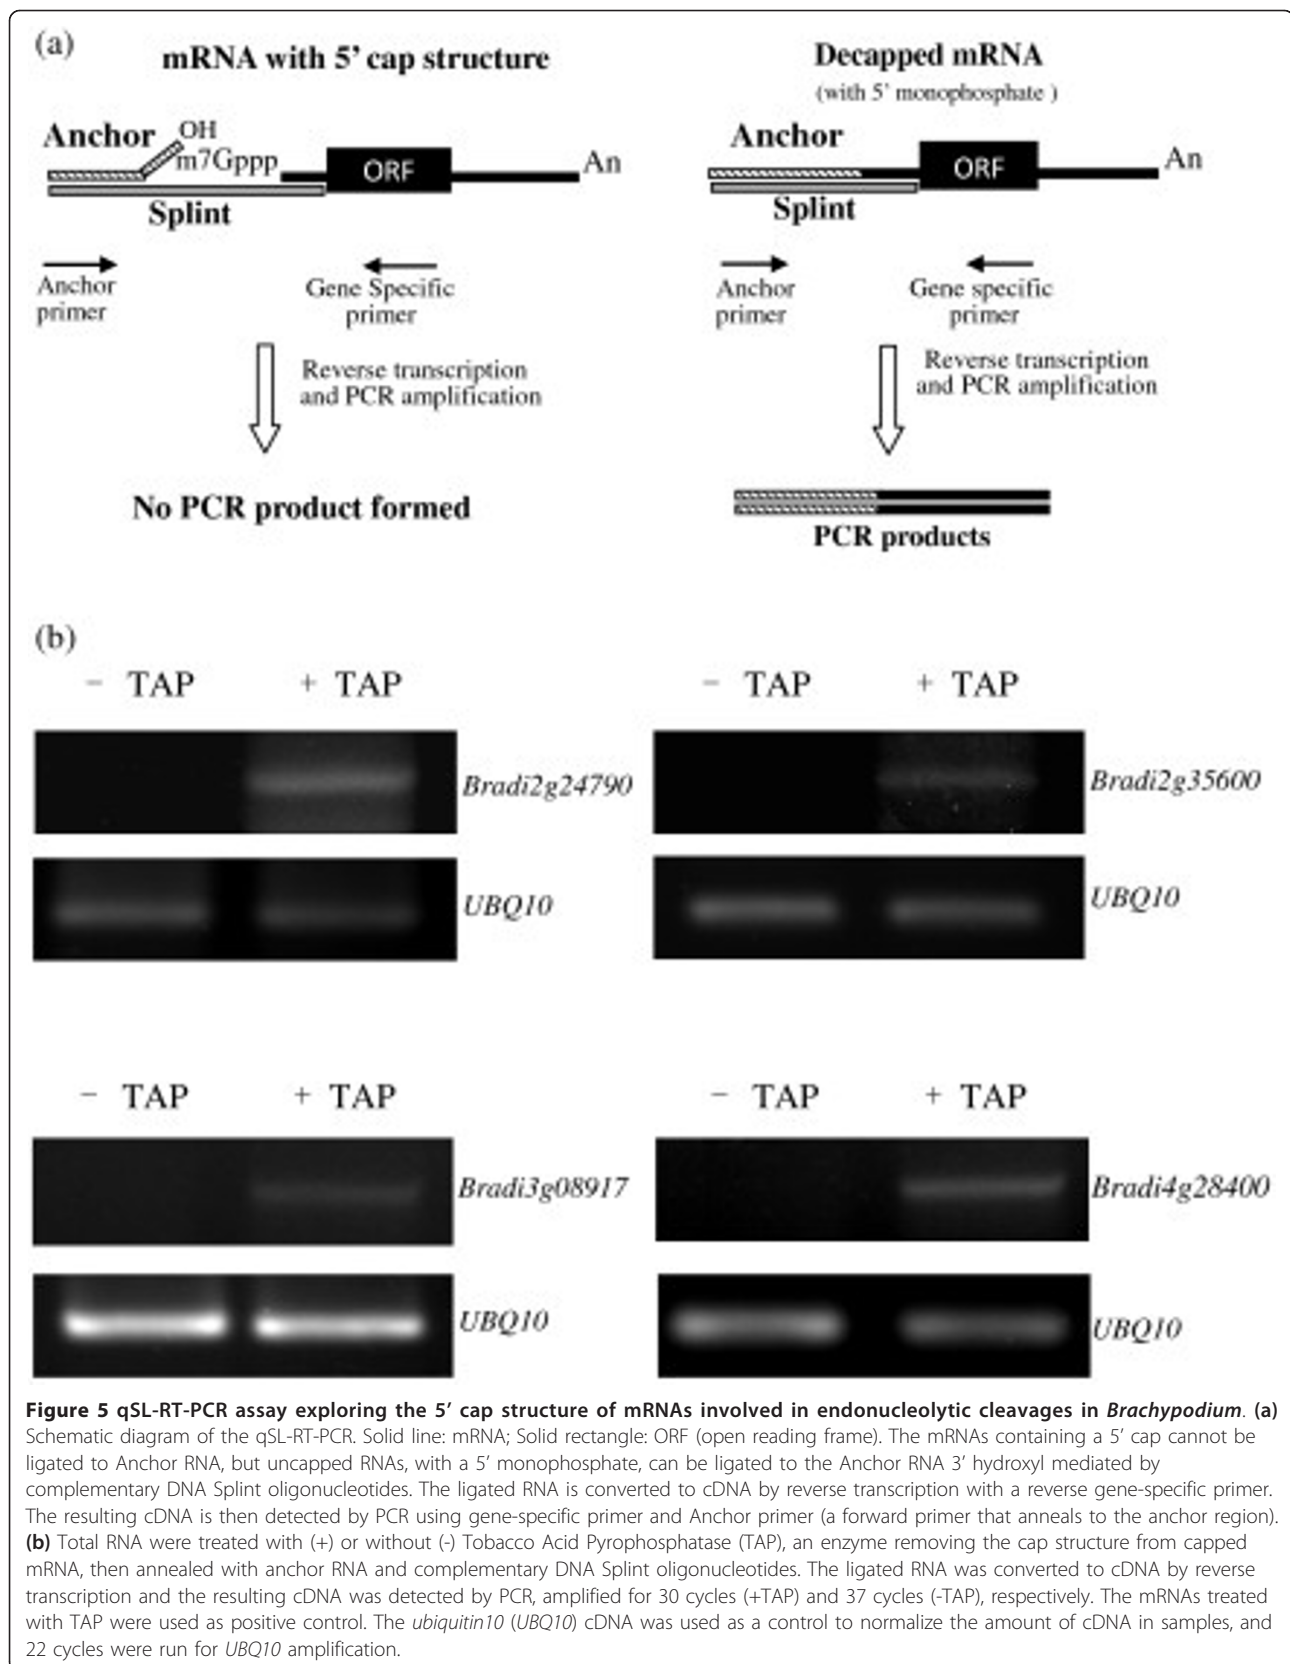 (a)
mRNA with 5' cap structure
Anchor
OH
m7Gppp
ORF
An
Splint
Anchor
primer
Gene Specific
primer
Reverse transcription
and PCR amplification
No PCR product formed
Decapped mRNA
(with 5' monophosphate )
Anchor
ORF
An
Splint
Anchor
primer
Gene specific
primer
Reverse transcription
and PCR amplification
PCR products
(b)
− TAP + TAP
Bradi2g24790
UBQ10
− TAP + TAP
Bradi2g35600
UBQ10
− TAP + TAP
Bradi3g08917
UBQ10
− TAP + TAP
Bradi4g28400
UBQ10
Figure 5 qSL-RT-PCR assay exploring the 5' cap structure of mRNAs involved in endonucleolytic cleavages in Brachypodium. (a)
Schematic diagram of the qSL-RT-PCR. Solid line: mRNA; Solid rectangle: ORF (open reading frame). The mRNAs containing a 5' cap cannot be
ligated to Anchor RNA, but uncapped RNAs, with a 5' monophosphate, can be ligated to the Anchor RNA 3' hydroxyl mediated by
complementary DNA Splint oligonucleotides. The ligated RNA is converted to cDNA by reverse transcription with a reverse gene-specific primer.
The resulting cDNA is then detected by PCR using gene-specific primer and Anchor primer (a forward primer that anneals to the anchor region).
(b) Total RNA were treated with (+) or without (-) Tobacco Acid Pyrophosphatase (TAP), an enzyme removing the cap structure from capped
mRNA, then annealed with anchor RNA and complementary DNA Splint oligonucleotides. The ligated RNA was converted to cDNA by reverse
transcription and the resulting cDNA was detected by PCR, amplified for 30 cycles (+TAP) and 37 cycles (-TAP), respectively. The mRNAs treated
with TAP were used as positive control. The ubiquitin10 (UBQ10) cDNA was used as a control to normalize the amount of cDNA in samples, and
22 cycles were run for UBQ10 amplification.